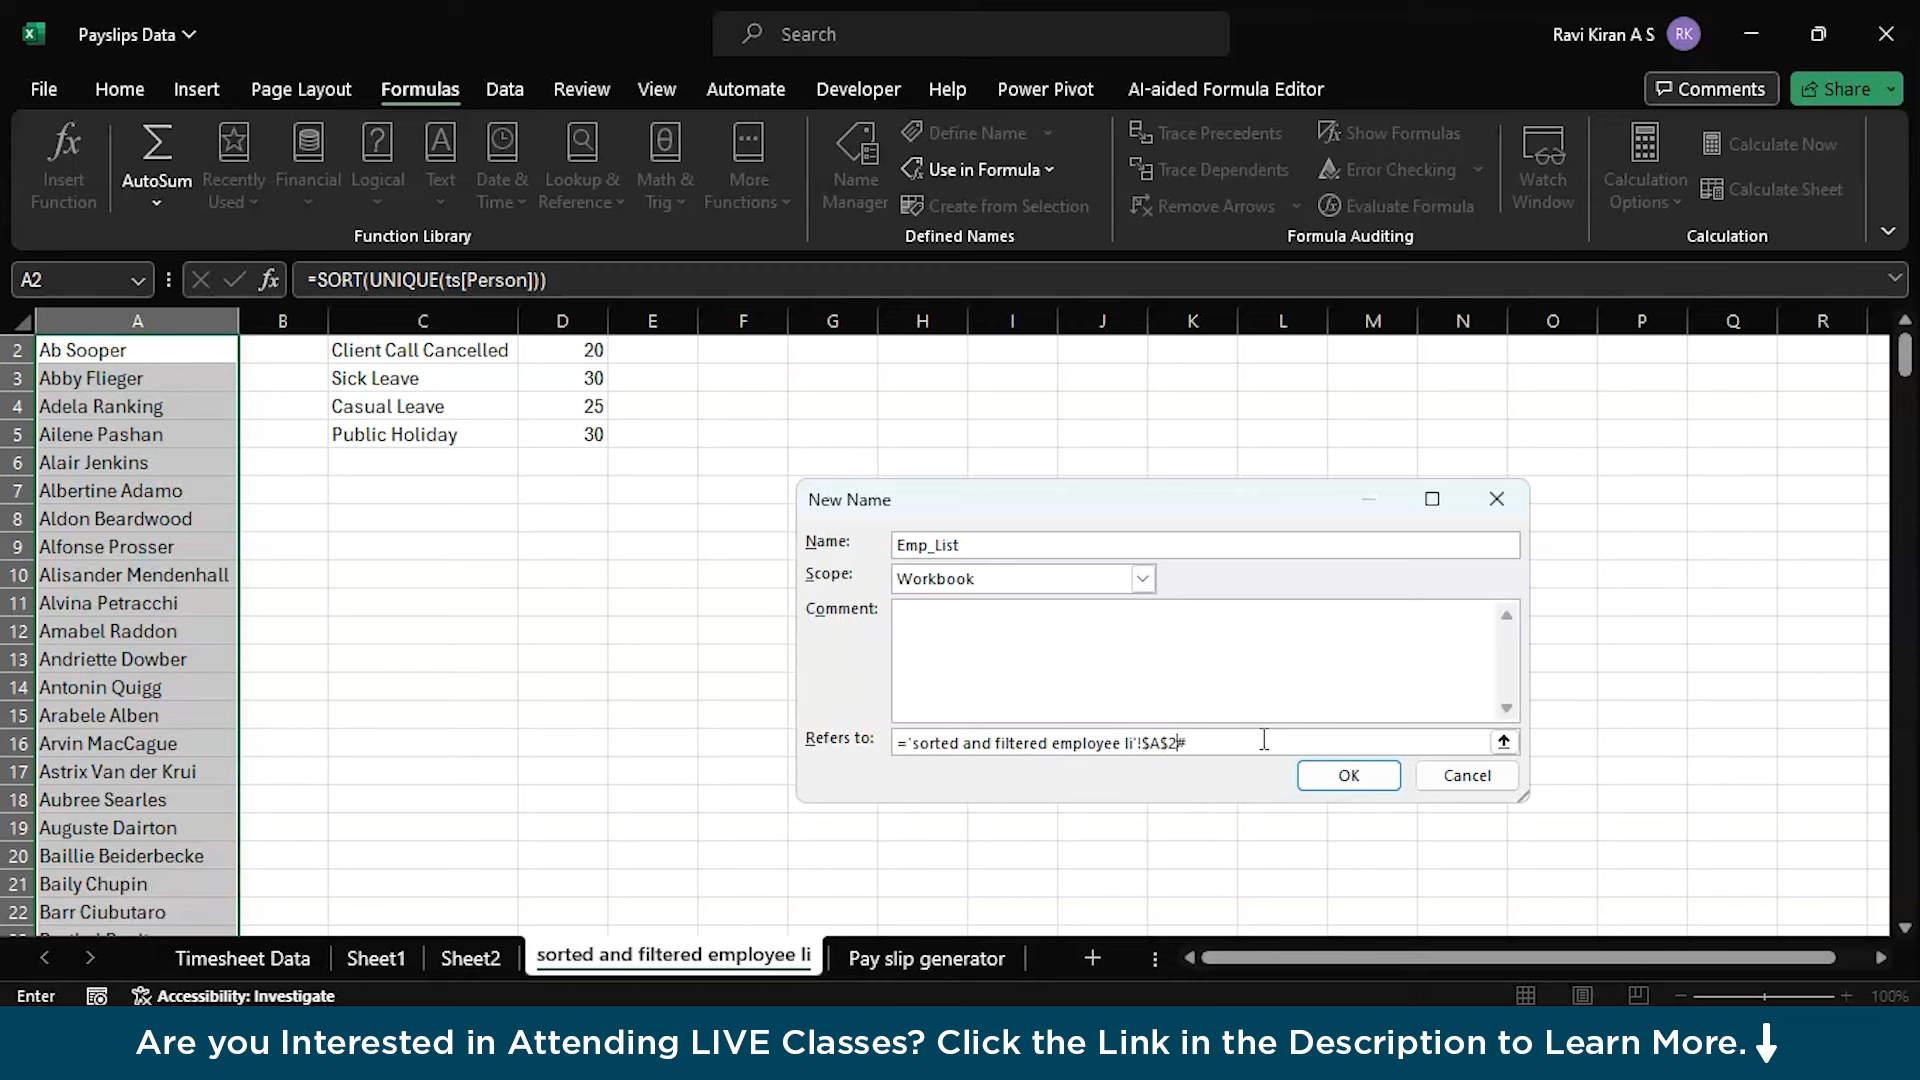 Payslips Data
Search
Ravi Kiran A S
RK
File Home Insert Page Layout Formulas Data Review View Automate Developer Help Power Pivot AI-aided Formula Editor
Comments
Share
Insert Function
AutoSum
Recently Used
Financial
Logical
Text
Date & Time
Lookup & Reference
Math & Trig
More Functions
Function Library
Name Manager
Define Name
Use in Formula
Create from Selection
Defined Names
Trace Precedents
Trace Dependents
Remove Arrows
Show Formulas
Error Checking
Evaluate Formula
Formula Auditing
Watch Window
Calculation Options
Calculate Now
Calculate Sheet
Calculation
A2
fx
=SORT(UNIQUE(ts[Person]))
A B C D E F G H I J K L M N O P Q R
2 Ab Sooper Client Call Cancelled 20
3 Abby Flieger Sick Leave 30
4 Adela Ranking Casual Leave 25
5 Ailene Pashan Public Holiday 30
6 Alair Jenkins
7 Albertine Adamo
8 Aldon Beardwood
9 Alfonse Prosser
10 Alisander Mendenhall
11 Alvina Petracchi
12 Amabel Raddon
13 Andriette Dowber
14 Antonin Quigg
15 Arabele Alben
16 Arvin MacCague
17 Astrix Van der Krui
18 Aubree Searles
19 Auguste Dairton
20 Baillie Beiderbecke
21 Baily Chupin
22 Barr Ciubutaro
New Name
Name: Emp_List
Scope: Workbook
Comment:
Refers to: ='sorted and filtered employee li'!$A$2#
OK Cancel
Timesheet Data Sheet1 Sheet2 sorted and filtered employee li Pay slip generator
Enter
Accessibility: Investigate
100%
Are you Interested in Attending LIVE Classes? Click the Link in the Description to Learn More.